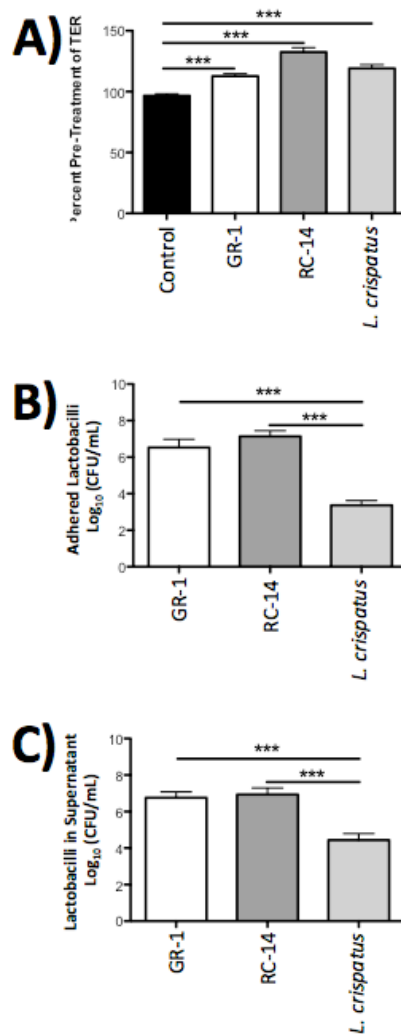 A)
***
***
***
Percent Pre-Treatment of TER
150
100
50
0
Control
GR-1
RC-14
L. crispatus
B)
***
***
Adhered Lactobacilli
Log10 (CFU/mL)
10
8
6
4
2
0
GR-1
RC-14
L. crispatus
C)
***
***
Lactobacilli in Supernatant
Log10 (CFU/mL)
10
8
6
4
2
0
GR-1
RC-14
L. crispatus